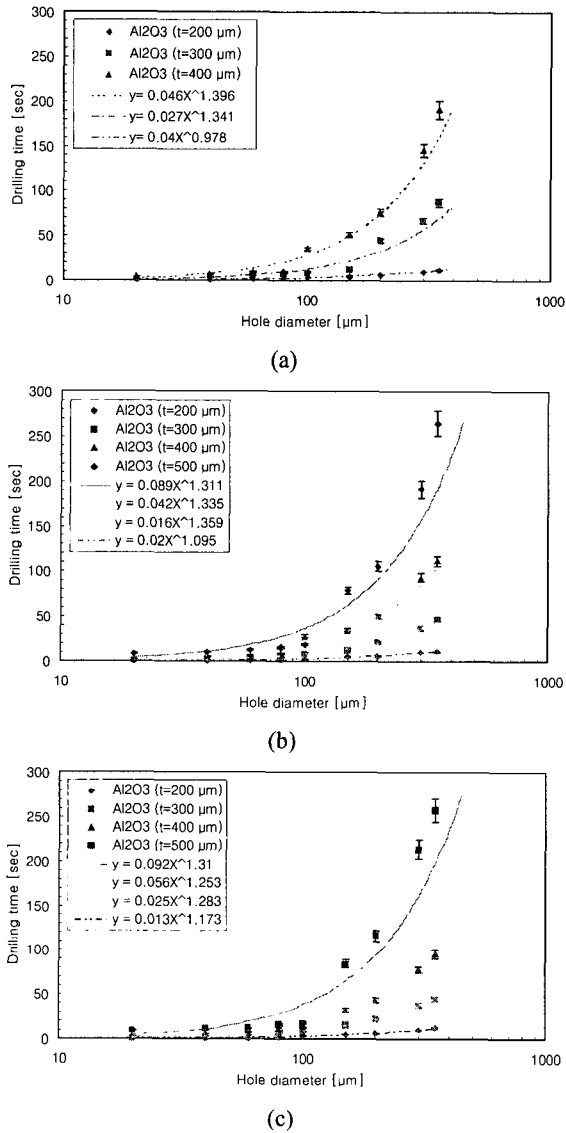 300
250
200
150
100
50
0
Drilling time [sec]
Al2O3 (t=200 µm)
Al2O3 (t=300 µm)
Al2O3 (t=400 µm)
y= 0.046X^1.396
y= 0.027X^1.341
y= 0.04X^0.978
10
100
1000
Hole diameter [µm]
(a)
300
250
200
150
100
50
0
Drilling time [sec]
Al2O3 (t=200 µm)
Al2O3 (t=300 µm)
Al2O3 (t=400 µm)
Al2O3 (t=500 µm)
y = 0.089X^1.311
y = 0.042X^1.335
y = 0.016X^1.359
y = 0.02X^1.095
10
100
1000
Hole diameter [µm]
(b)
300
250
200
150
100
50
0
Drilling time [sec]
Al2O3 (t=200 µm)
Al2O3 (t=300 µm)
Al2O3 (t=400 µm)
Al2O3 (t=500 µm)
y = 0.092X^1.31
y = 0.056X^1.253
y = 0.025X^1.283
y = 0.013X^1.173
10
100
1000
Hole diameter [µm]
(c)